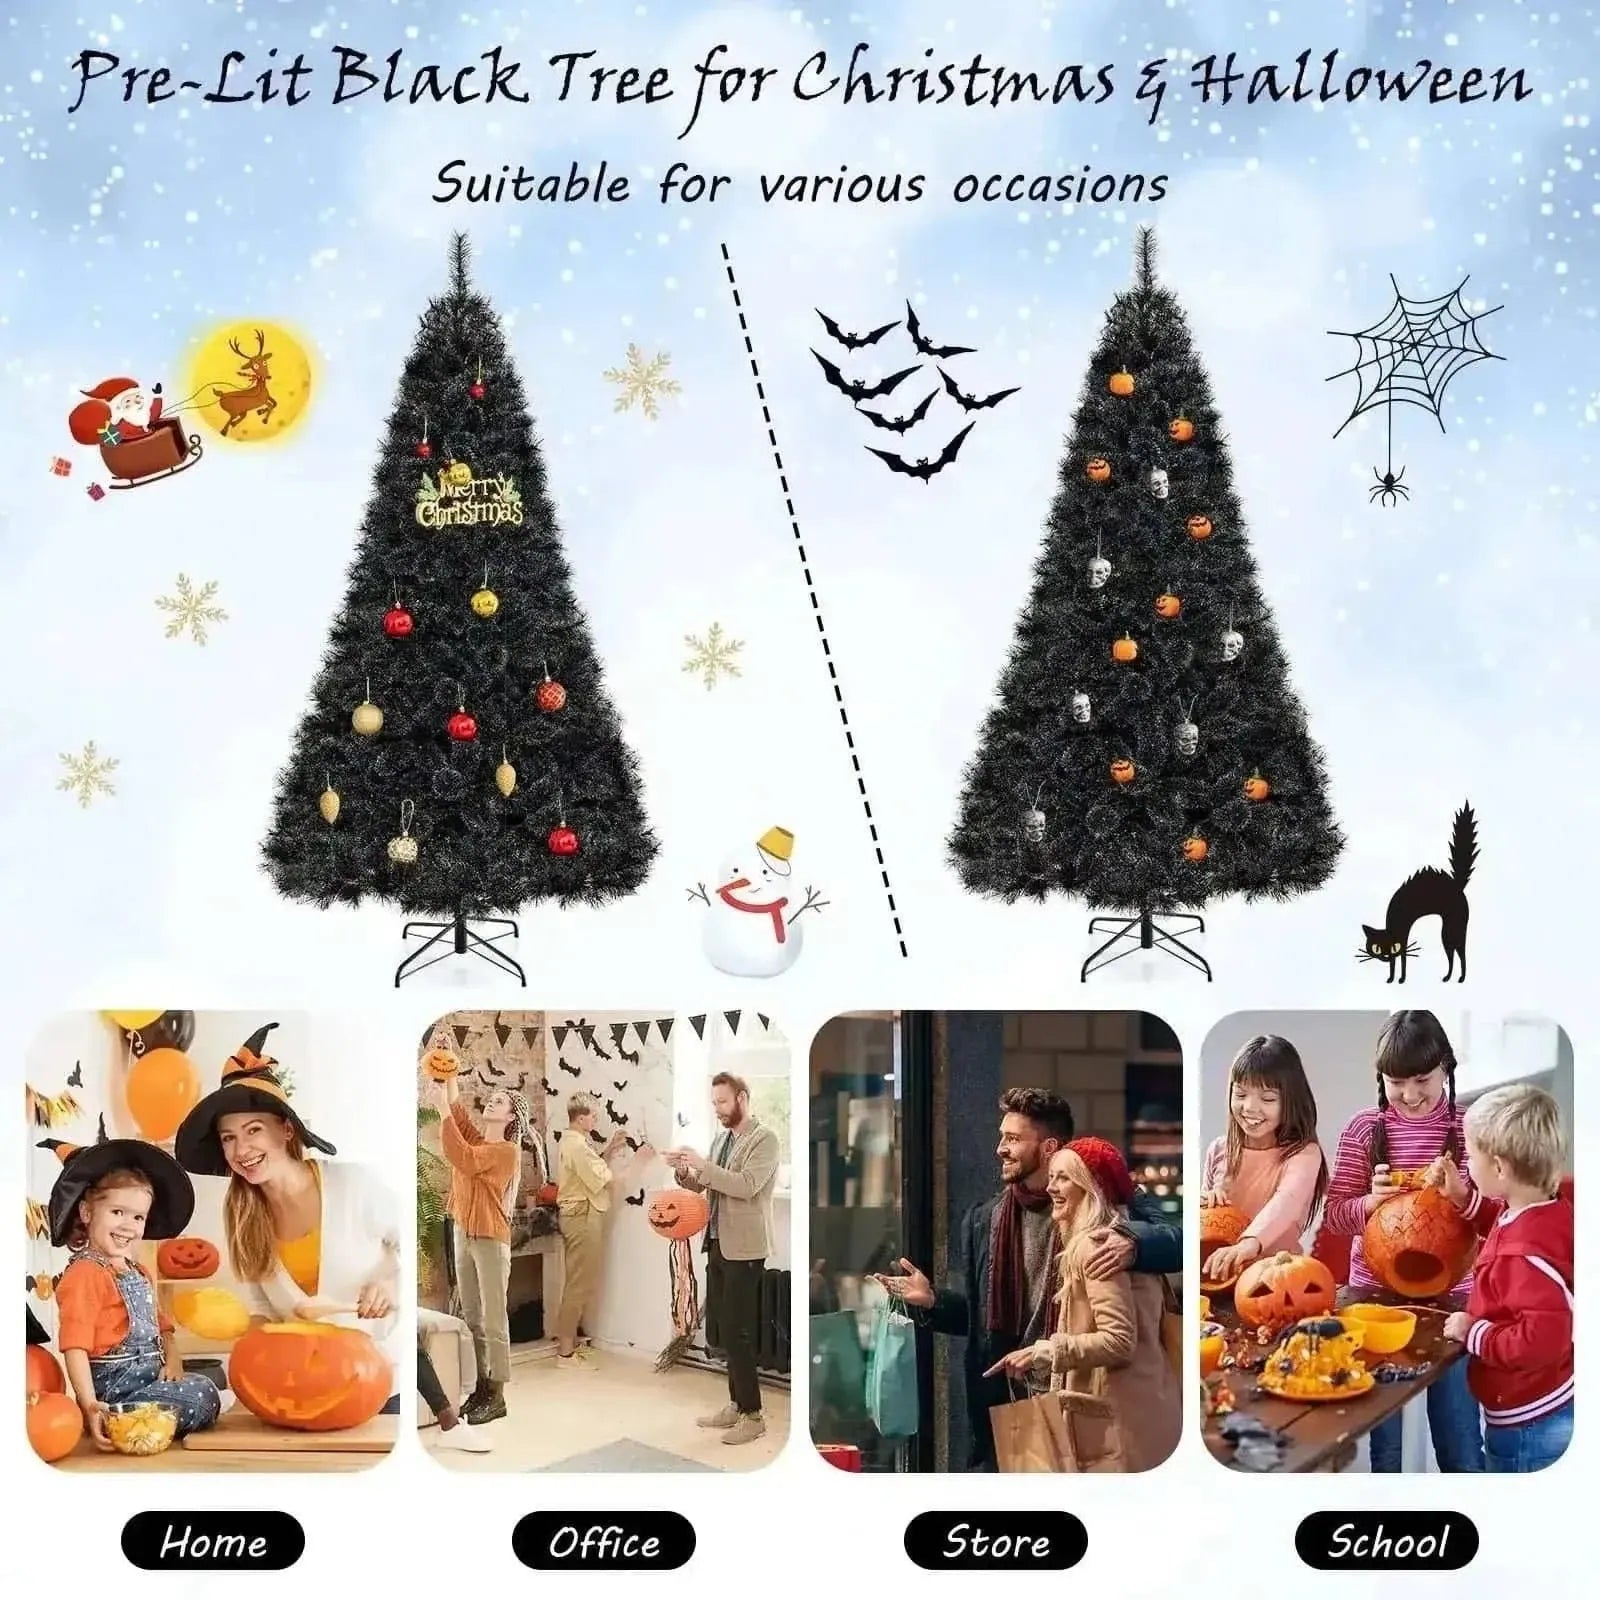 Pre-Lit Black Tree for Christmas & Halloween
Suitable for various occasions
Merry
Christmas
Home
Office
Store
School